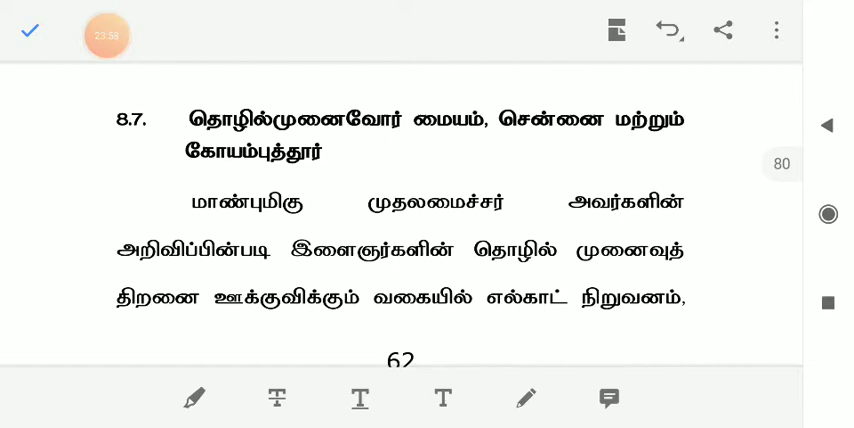 23:58
8.7. தொழில்முனைவோர் மையம், சென்னை மற்றும்
கோயம்புத்தூர்
80
மாண்புமிகு முதலமைச்சர் அவர்களின்
அறிவிப்பின்படி இளைஞர்களின் தொழில் முனைவுத்
திறனை ஊக்குவிக்கும் வகையில் எல்காட் நிறுவனம்,
62